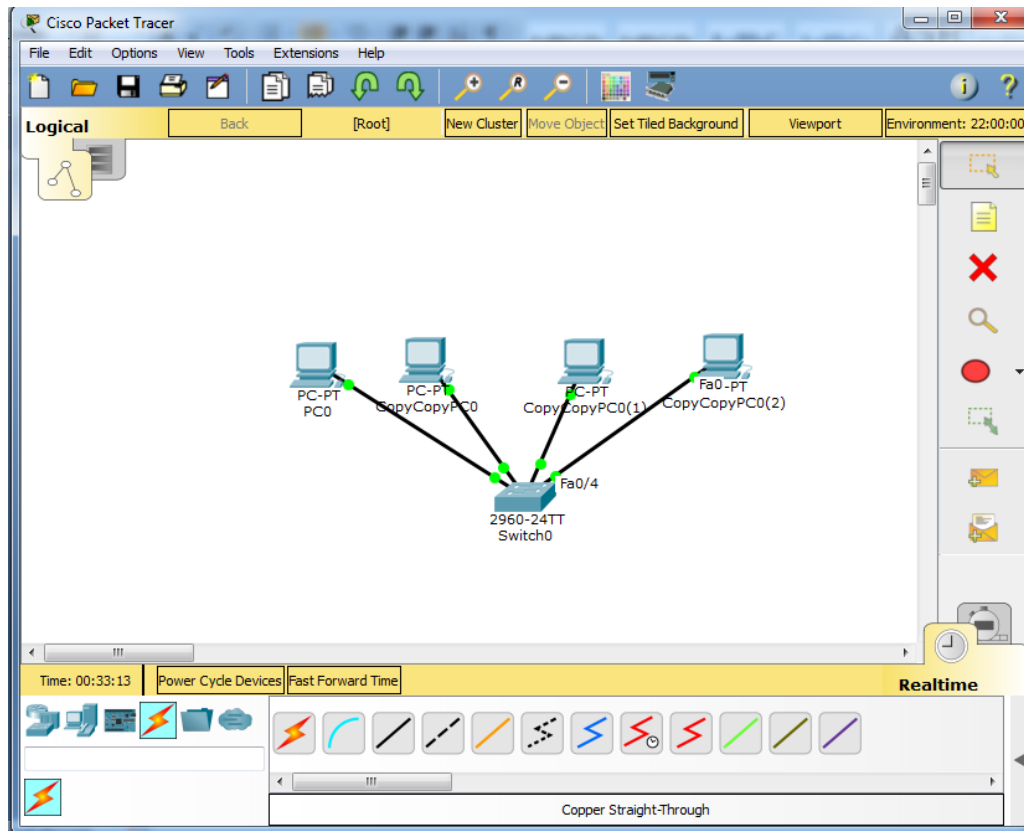 Cisco Packet Tracer
File Edit Options View Tools Extensions Help
R
i ?
Logical Back [Root] New Cluster Move Object Set Tiled Background Viewport Environment: 22:00:00
PC-PT
PC0
PC-PT
CopyCopyPC0
PC-PT
CopyCopyPC0(1)
Fa0-PT
CopyCopyPC0(2)
Fa0/4
2960-24TT
Switch0
Time: 00:33:13 Power Cycle Devices Fast Forward Time
Realtime
Copper Straight-Through